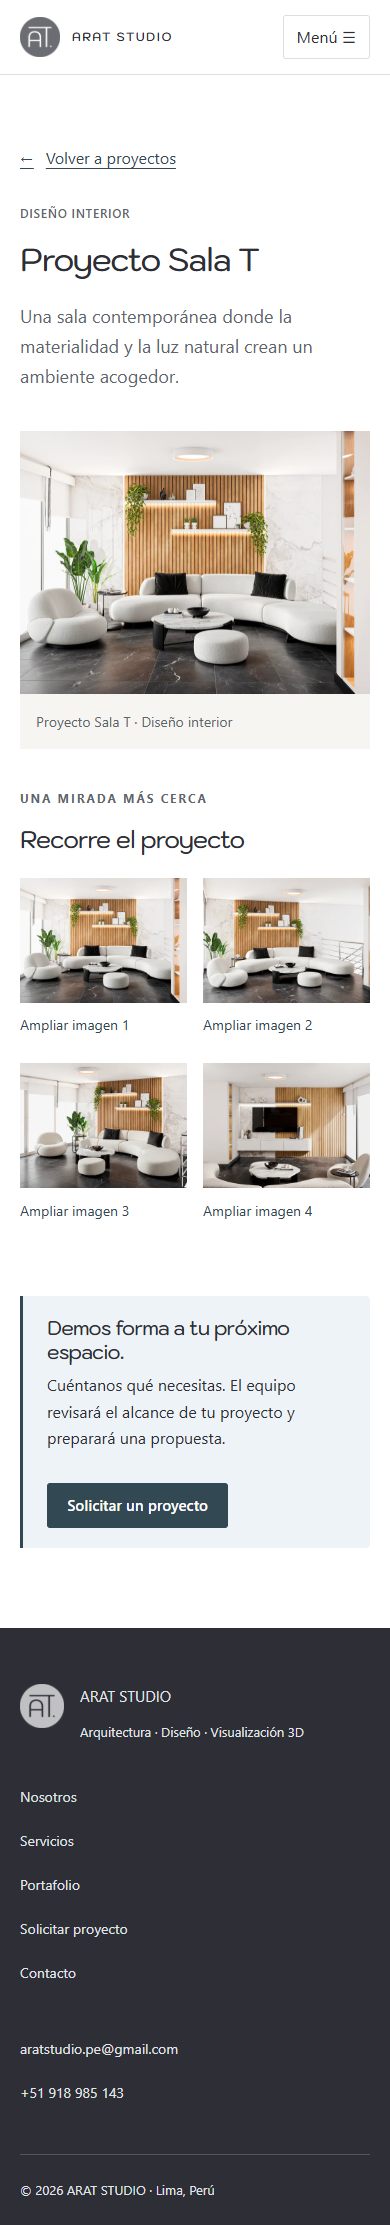 AT.
ARAT STUDIO
Menú ☰
← Volver a proyectos
DISEÑO INTERIOR
Proyecto Sala T
Una sala contemporánea donde la
materialidad y la luz natural crean un
ambiente acogedor.
Proyecto Sala T · Diseño interior
UNA MIRADA MÁS CERCA
Recorre el proyecto
Ampliar imagen 1
Ampliar imagen 2
Ampliar imagen 3
Ampliar imagen 4
Demos forma a tu próximo
espacio.
Cuéntanos qué necesitas. El equipo
revisará el alcance de tu proyecto y
preparará una propuesta.
Solicitar un proyecto
AT.
ARAT STUDIO
Arquitectura · Diseño · Visualización 3D
Nosotros
Servicios
Portafolio
Solicitar proyecto
Contacto
aratstudio.pe@gmail.com
+51 918 985 143
© 2026 ARAT STUDIO · Lima, Perú